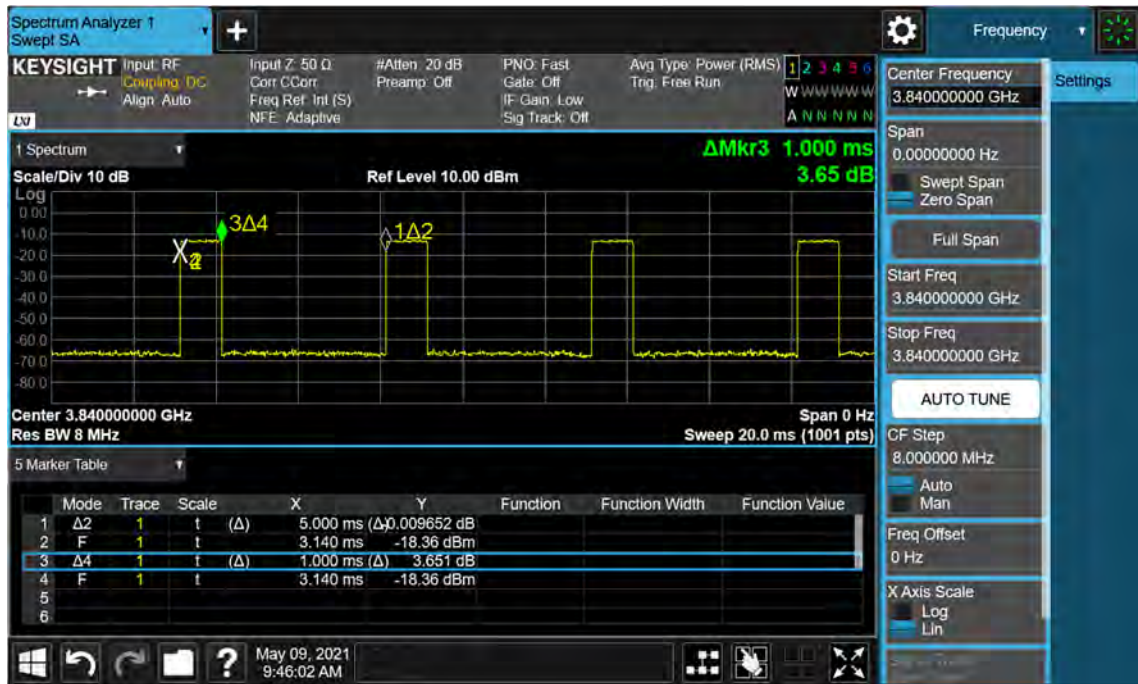 Spectrum Analyzer 1
Swept SA
+
Frequency
KEYSIGHT
Input: RF
Coupling: DC
Align: Auto
Input Z: 50 Ω
Corr CCorr
Freq Ref: Int (S)
NFE: Adaptive
#Atten: 20 dB
Preamp: Off
PNO: Fast
Gate: Off
IF Gain: Low
Sig Track: Off
Avg Type: Power (RMS)
Trig: Free Run
1 2 3 4 5 6
W W W W W W
A N N N N N
LXI
1 Spectrum
Scale/Div 10 dB
Ref Level 10.00 dBm
ΔMkr3 1.000 ms
3.65 dB
Log
0.00
-10.0
-20.0
-30.0
-40.0
-50.0
-60.0
-70.0
-80.0
3Δ4
1Δ2
X
Center 3.840000000 GHz
Span 0 Hz
Res BW 8 MHz
Sweep 20.0 ms (1001 pts)
5 Marker Table
Mode Trace Scale X Y Function Function Width Function Value
1 Δ2 1 t (Δ) 5.000 ms (Δ) 0.009652 dB
2 F 1 t 3.140 ms -18.36 dBm
3 Δ4 1 t (Δ) 1.000 ms (Δ) 3.651 dB
4 F 1 t 3.140 ms -18.36 dBm
5
6
?
May 09, 2021
9:46:02 AM
Center Frequency
3.840000000 GHz
Settings
Span
0.00000000 Hz
Swept Span
Zero Span
Full Span
Start Freq
3.840000000 GHz
Stop Freq
3.840000000 GHz
AUTO TUNE
CF Step
8.000000 MHz
Auto
Man
Freq Offset
0 Hz
X Axis Scale
Log
Lin